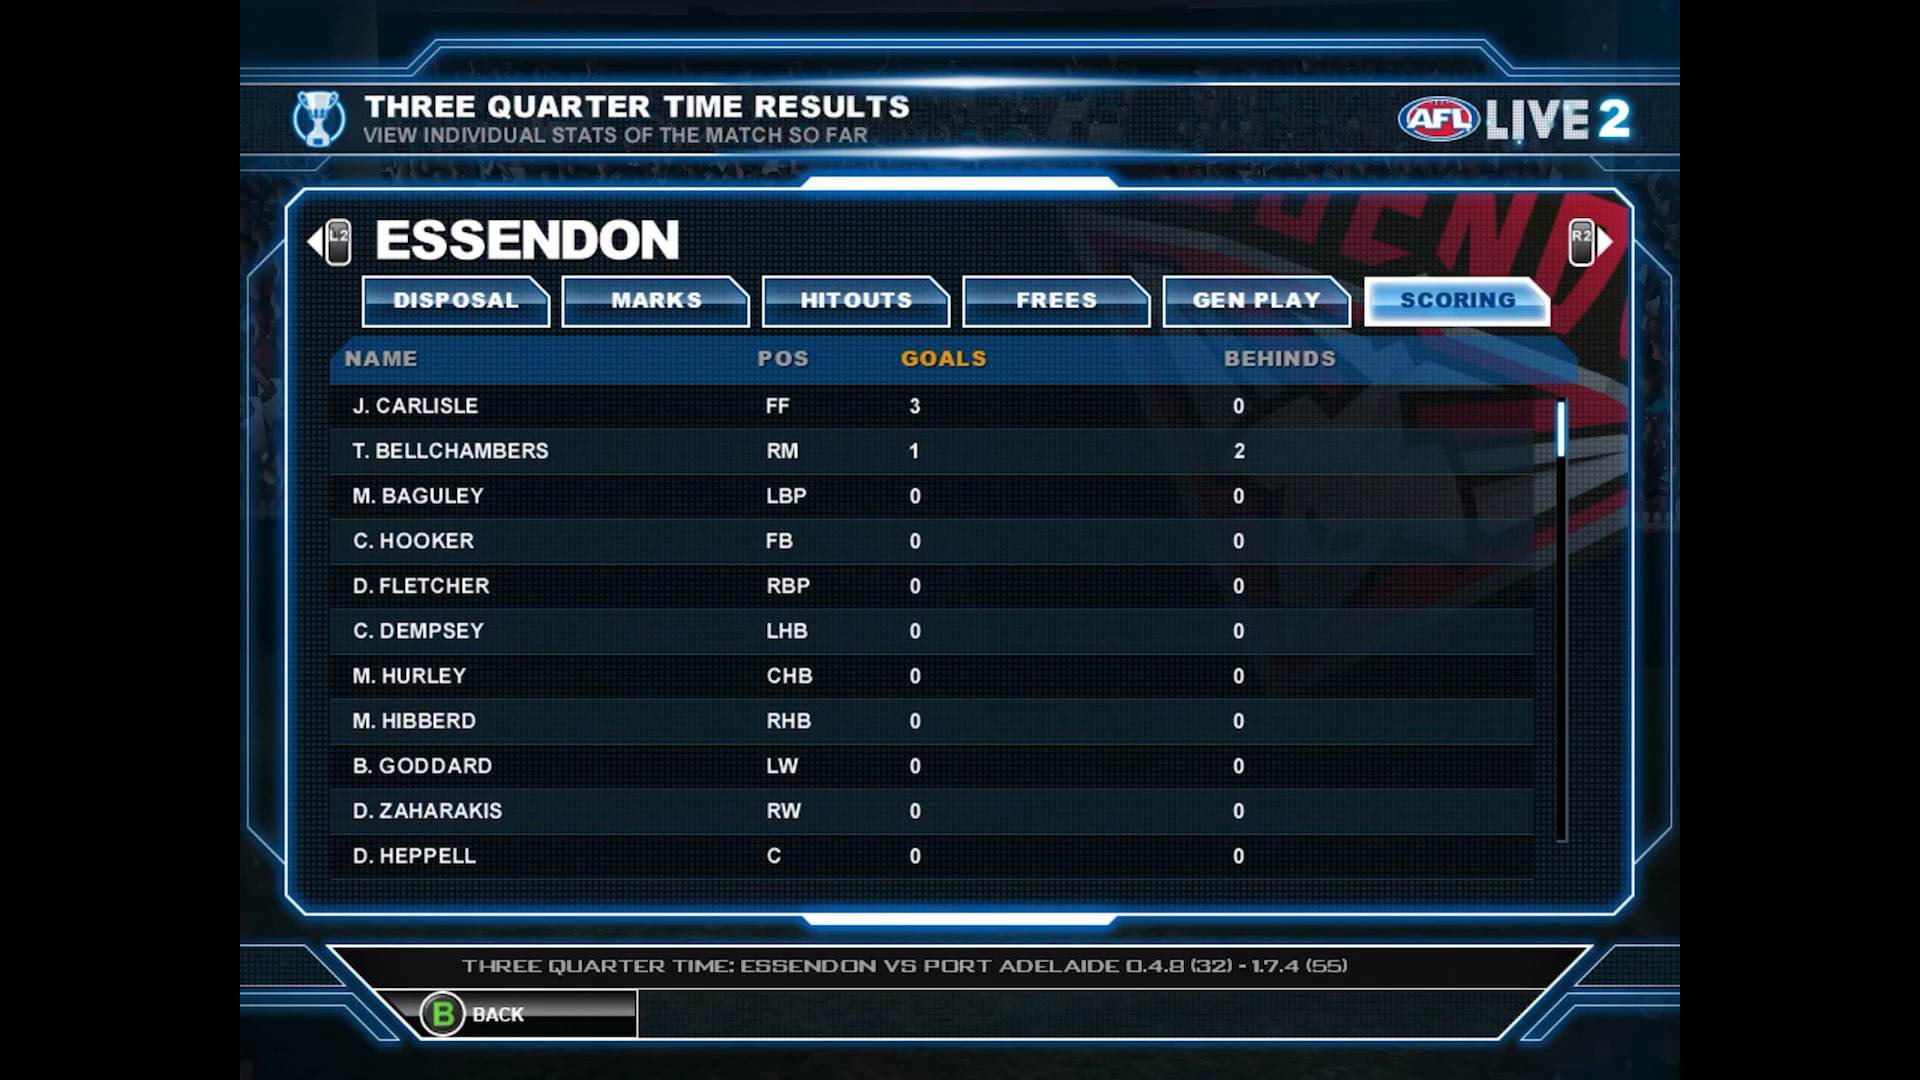 THREE QUARTER TIME RESULTS
VIEW INDIVIDUAL STATS OF THE MATCH SO FAR
AFL LIVE 2
L2 ESSENDON R2
DISPOSAL MARKS HITOUTS FREES GEN PLAY SCORING
NAME POS GOALS BEHINDS
J. CARLISLE FF 3 0
T. BELLCHAMBERS RM 1 2
M. BAGULEY LBP 0 0
C. HOOKER FB 0 0
D. FLETCHER RBP 0 0
C. DEMPSEY LHB 0 0
M. HURLEY CHB 0 0
M. HIBBERD RHB 0 0
B. GODDARD LW 0 0
D. ZAHARAKIS RW 0 0
D. HEPPELL C 0 0
THREE QUARTER TIME: ESSENDON VS PORT ADELAIDE 0.4.8 (32) - 1.7.4 (55)
B BACK